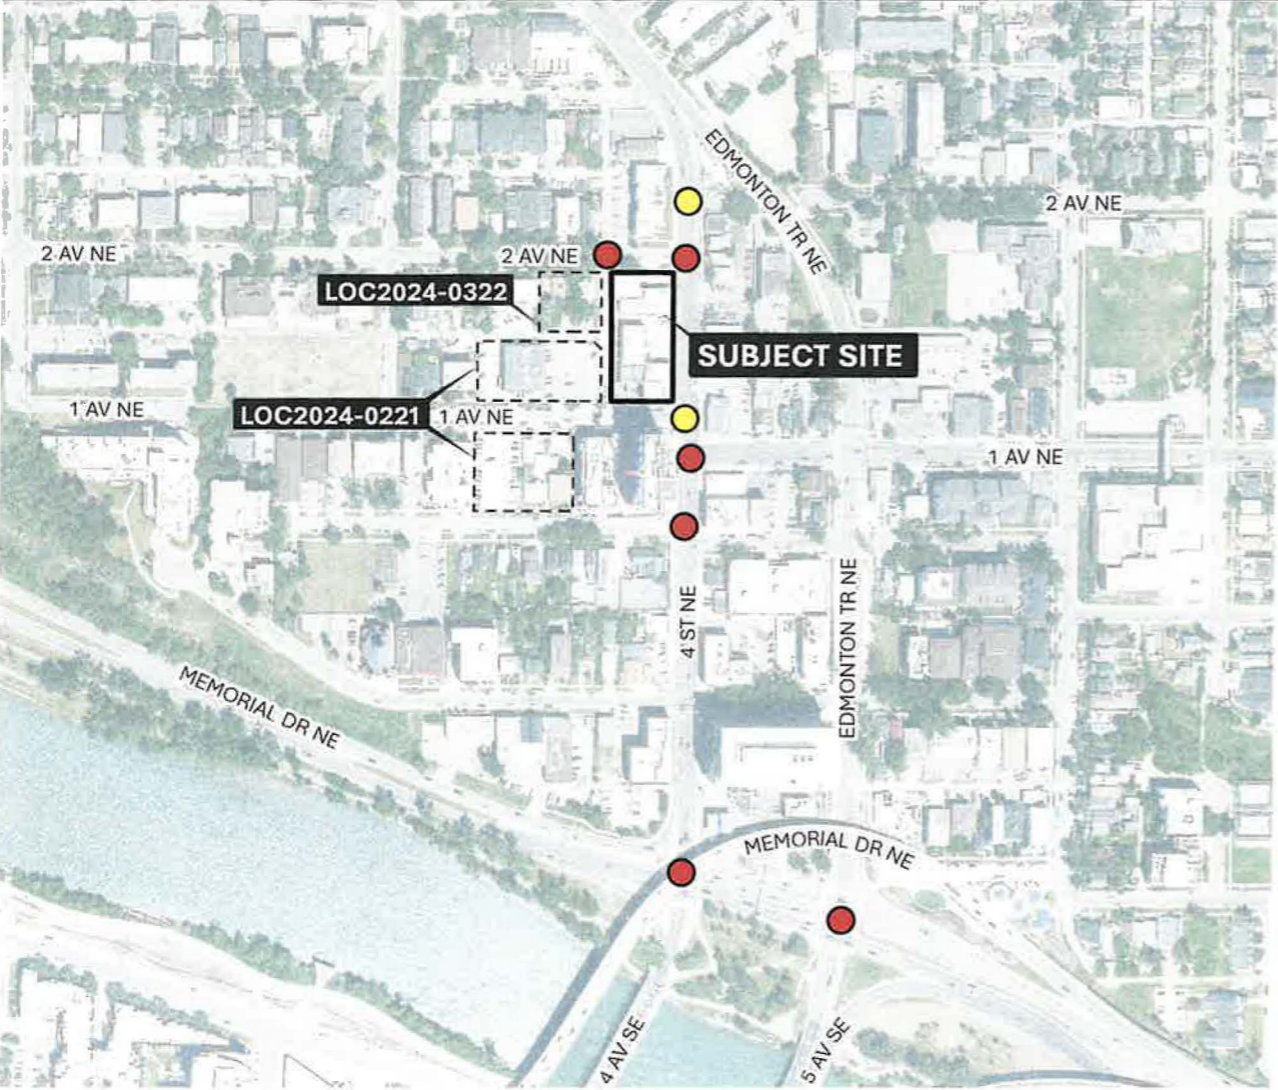 EDMONTON TR NE
2 AV NE
2 AV NE
2 AV NE
LOC2024-0322
SUBJECT SITE
1 AV NE
LOC2024-0221
1 AV NE
1 AV NE
4 ST NE
EDMONTON TR NE
MEMORIAL DR NE
MEMORIAL DR NE
4 AV SE
5 AV SE